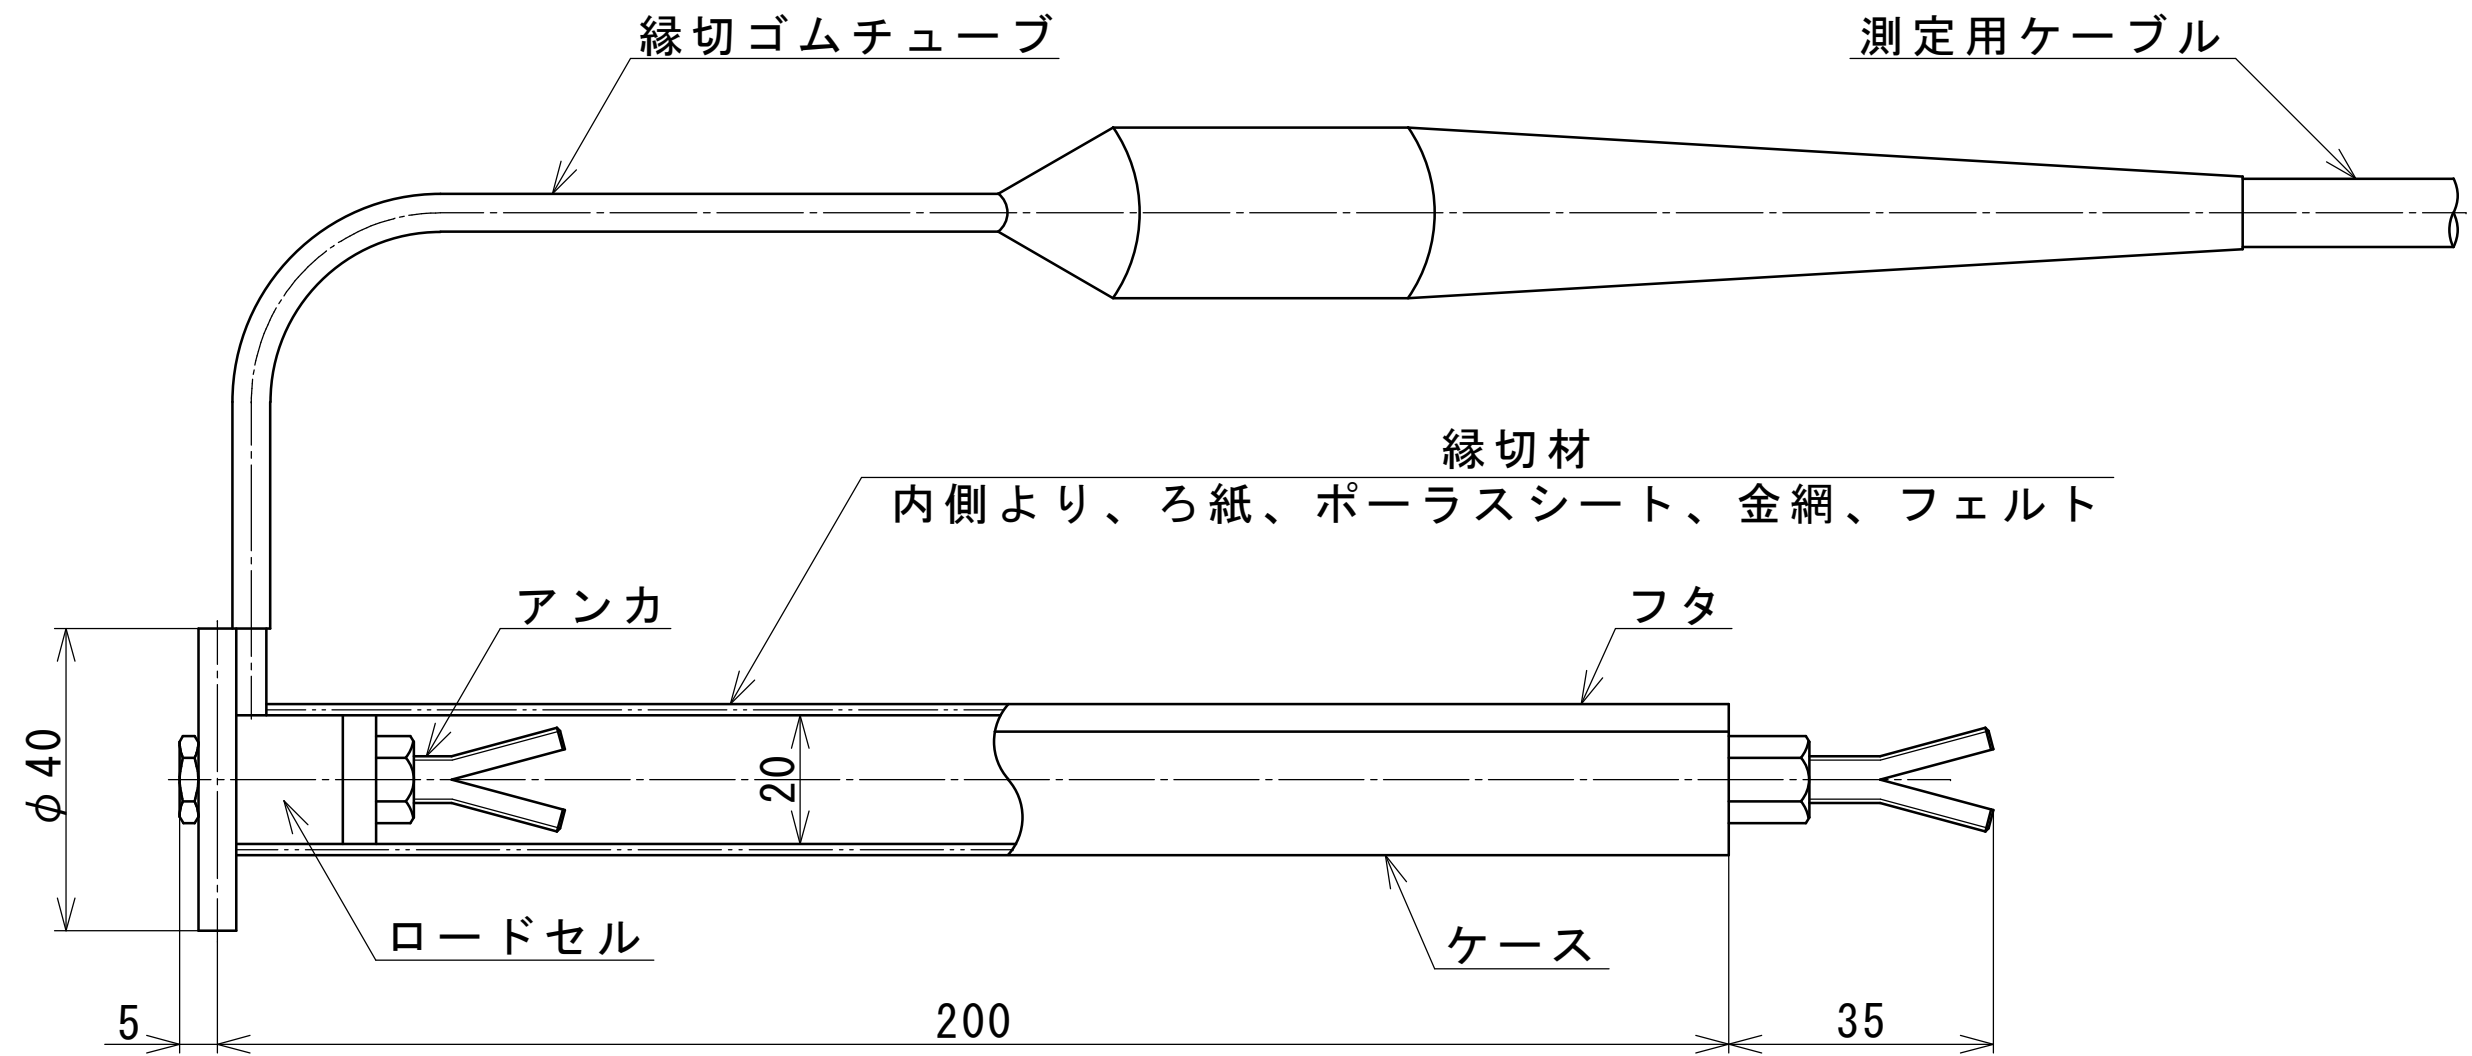 縁切ゴムチューブ
測定用ケーブル
縁切材
内側より、ろ紙、ポーラスシート、金網、フェルト
アンカ
フタ
φ40
20
ロードセル
ケース
5
200
35